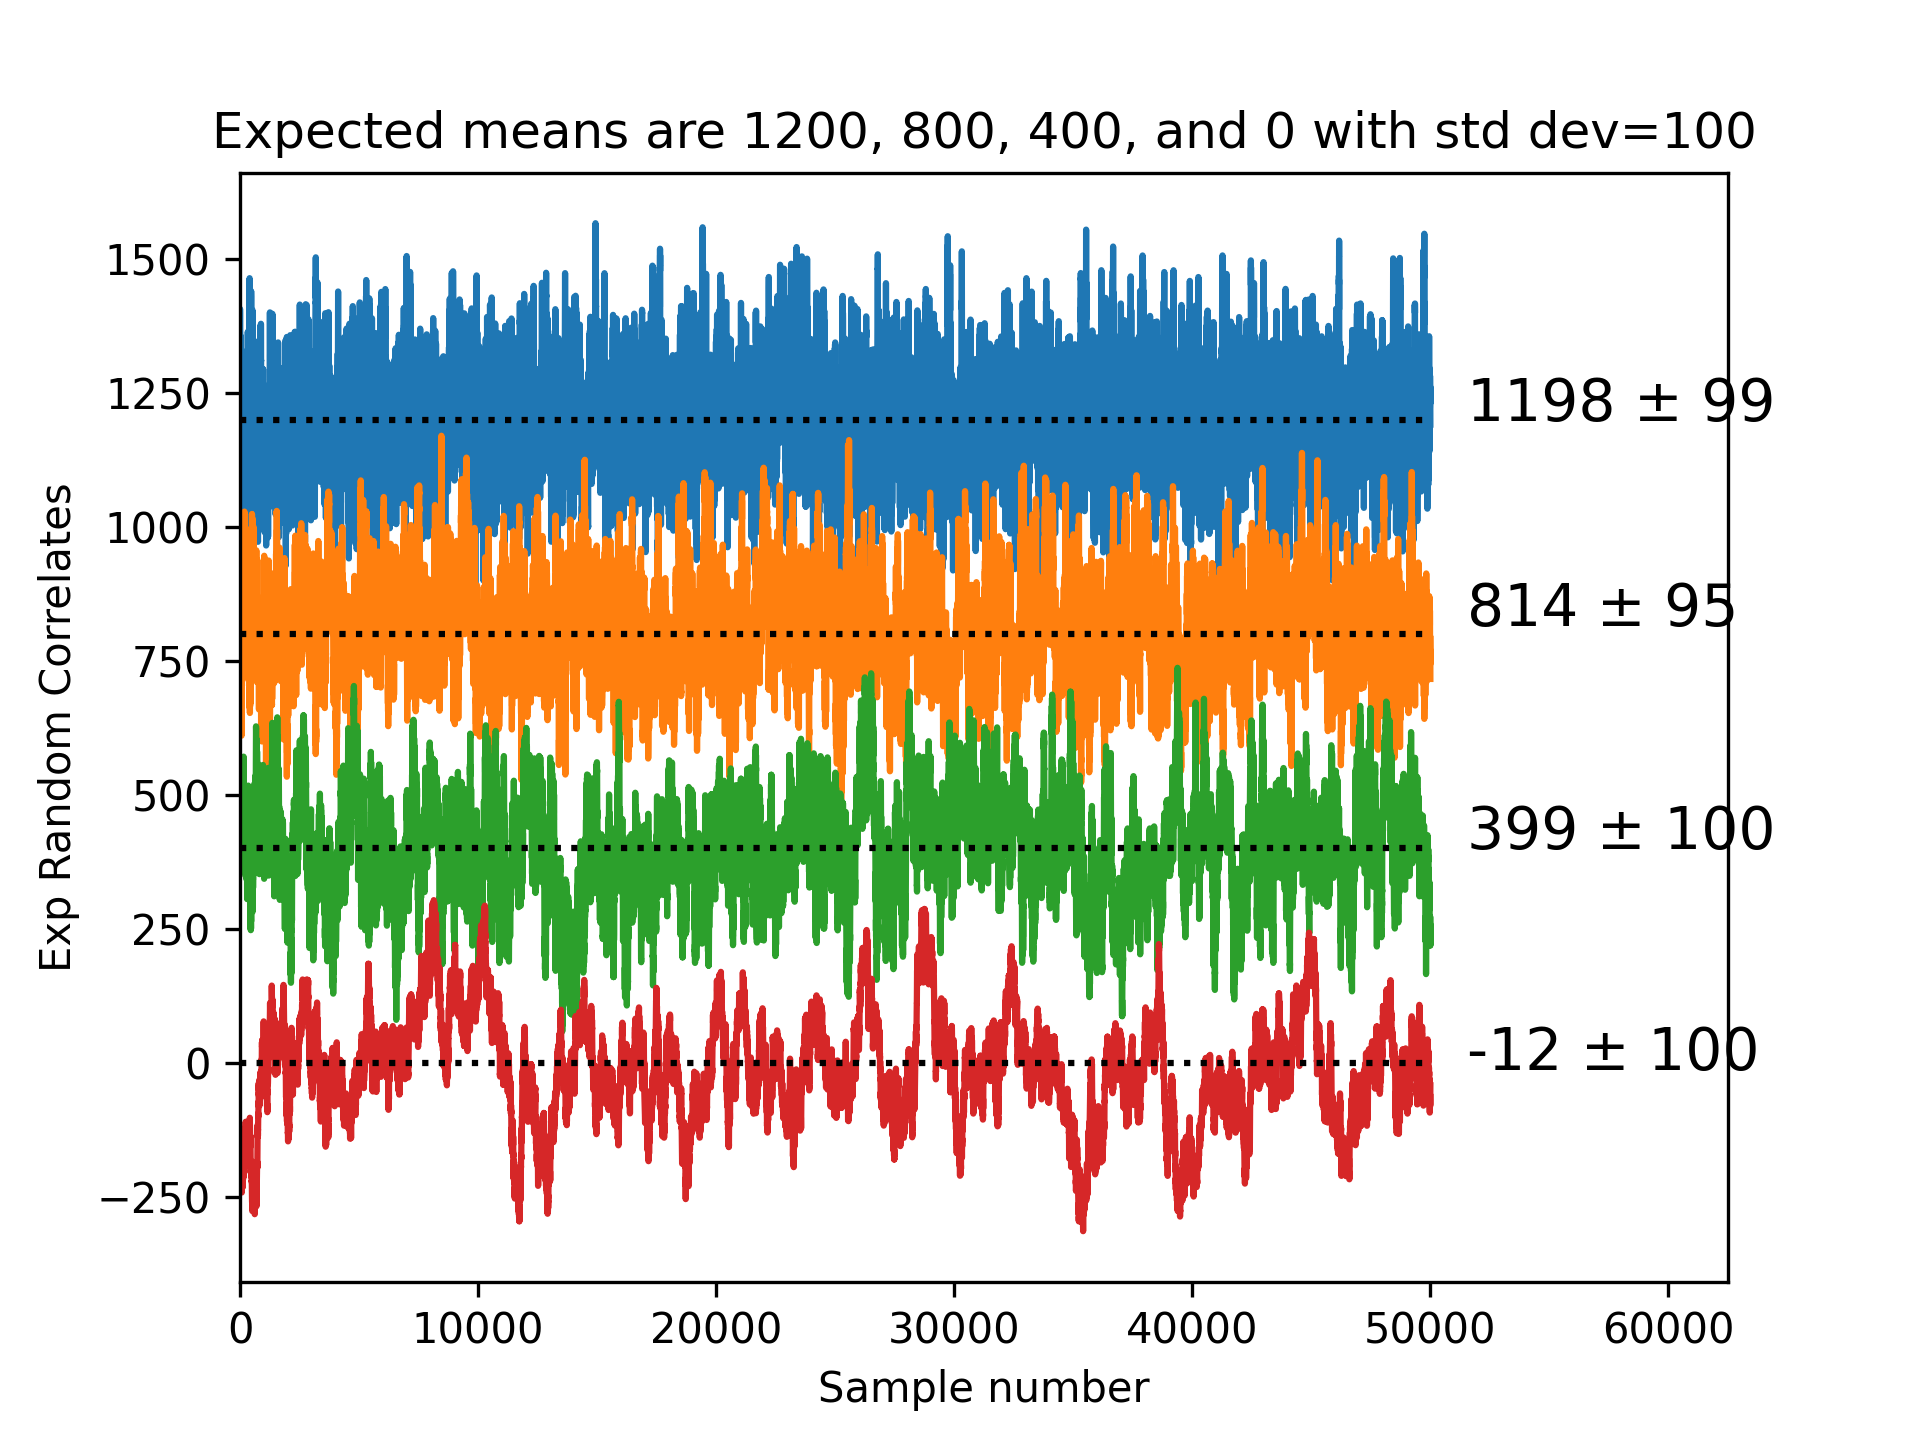 Expected means are 1200, 800, 400, and 0 with std dev=100
Exp Random Correlates
1500
1250
1000
750
500
250
0
−250
1198 ± 99
814 ± 95
399 ± 100
-12 ± 100
0 10000 20000 30000 40000 50000 60000
Sample number